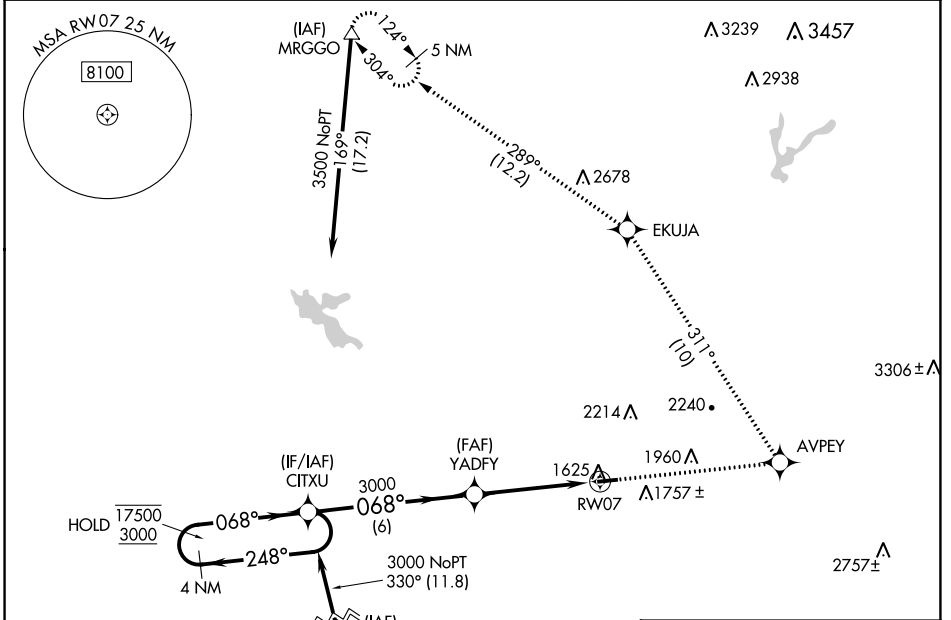 MSA RW07 25 NM
8100
(IAF)
MRGGO
124°
304°
5 NM
3239
3457
2938
3500 NoPT
169°
(17.2)
289°
(12.2)
2678
EKUJA
311°
(10)
3306±
2214
2240
AVPEY
(FAF)
YADFY
(IF/IAF)
CITXU
1625
1960
RW07
1757±
3000
068°
(6)
HOLD
17500
3000
068°
248°
4 NM
3000 NoPT
330° (11.8)
2757±
(IAF)